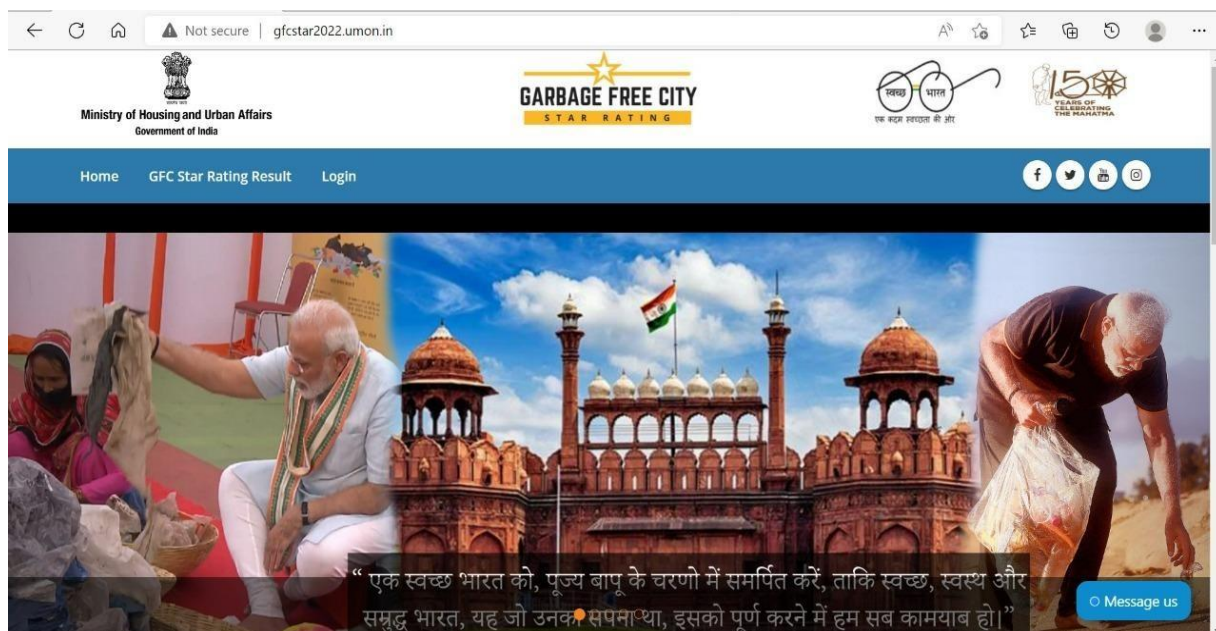 Not secure | gfcstar2022.umon.in
Ministry of Housing and Urban Affairs
Government of India
GARBAGE FREE CITY
STAR RATING
स्वच्छ भारत
एक कदम स्वच्छता की ओर
150
YEARS OF
CELEBRATING
THE MAHATMA
Home GFC Star Rating Result Login
“ एक स्वच्छ भारत को, पूज्य बापू के चरणो में समर्पित करें, ताकि स्वच्छ, स्वस्थ और
समृद्ध भारत, यह जो उनका सपना था, इसको पूर्ण करने में हम सब कामयाब हो।”
Message us